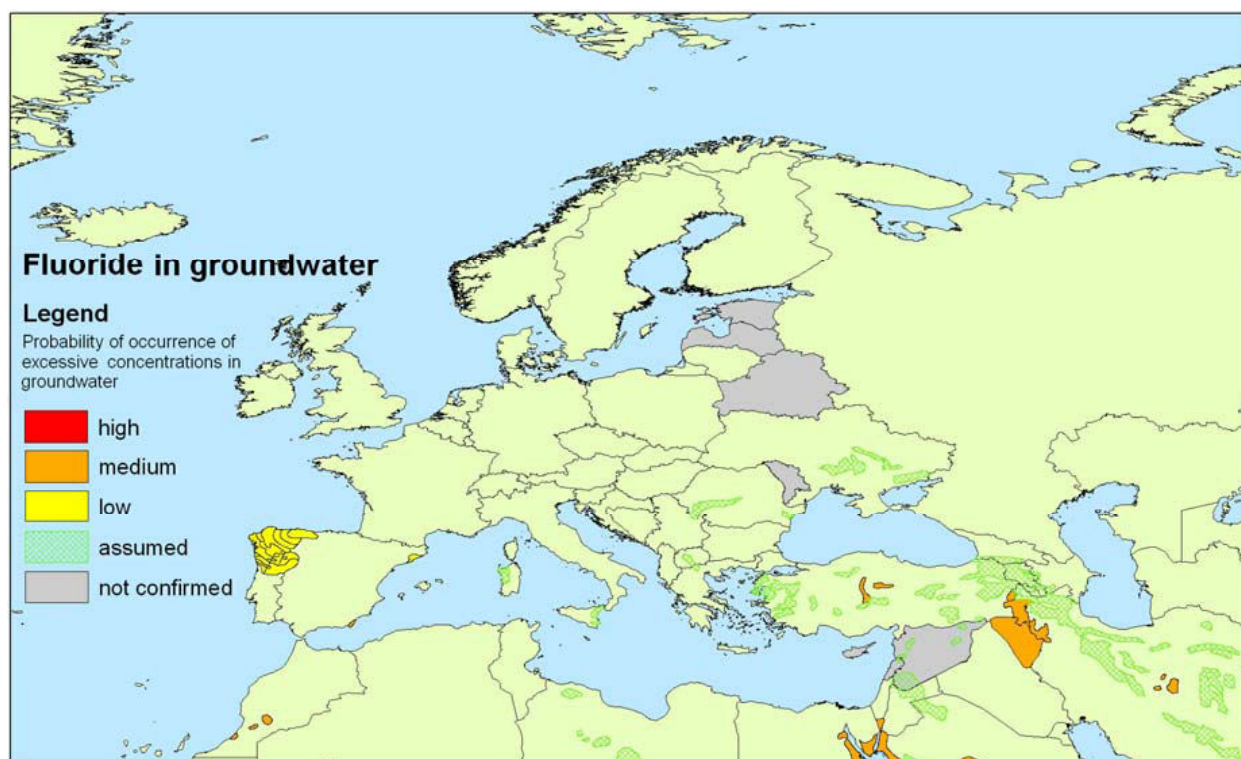 Fluoride in groundwater
Legend
Probability of occurrence of
excessive concentrations in
groundwater
high
medium
low
assumed
not confirmed